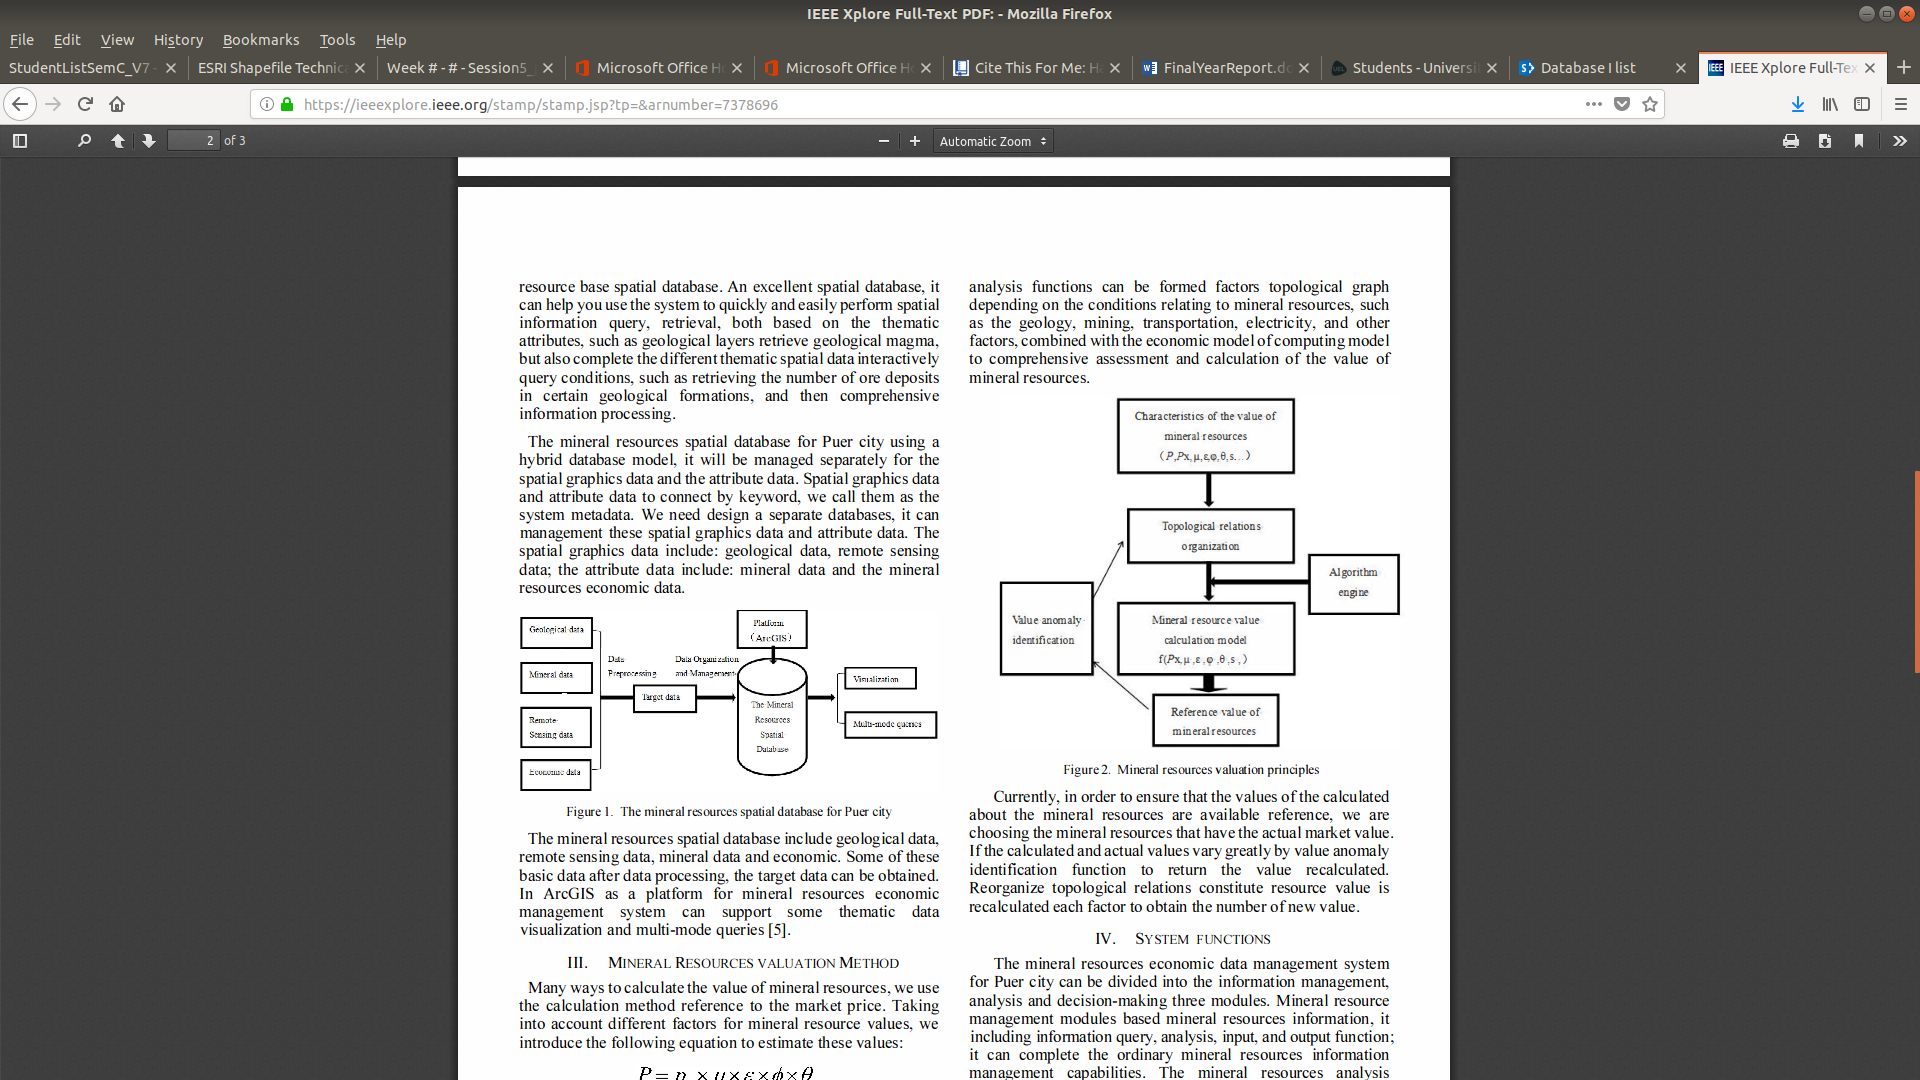 IEEE Xplore Full-Text PDF: - Mozilla Firefox
File Edit View History Bookmarks Tools Help
StudentListSemC_V7
ESRI Shapefile Technic
Week # - # - Session5_
Microsoft Office H
Microsoft Office H
Cite This For Me: H
FinalYearReport.d
Students - Universi
Database I list
IEEE Xplore Full-Tex
https://ieeexplore.ieee.org/stamp/stamp.jsp?tp=&arnumber=7378696
2 of 3
Automatic Zoom
resource base spatial database. An excellent spatial database, it
can help you use the system to quickly and easily perform spatial
information query, retrieval, both based on the thematic
attributes, such as geological layers retrieve geological magma,
but also complete the different thematic spatial data interactively
query conditions, such as retrieving the number of ore deposits
in certain geological formations, and then comprehensive
information processing.
The mineral resources spatial database for Puer city using a
hybrid database model, it will be managed separately for the
spatial graphics data and the attribute data. Spatial graphics data
and attribute data to connect by keyword, we call them as the
system metadata. We need design a separate databases, it can
management these spatial graphics data and attribute data. The
spatial graphics data include: geological data, remote sensing
data; the attribute data include: mineral data and the mineral
resources economic data.
Geological data
Mineral data
Remote
Sensing data
Economic data
Data
Preprocessing
Target data
Data Organization
and Management
Platform
(ArcGIS)
The Mineral
Resources
Spatial
Database
Visualization
Multi-mode queries
Figure 1. The mineral resources spatial database for Puer city
The mineral resources spatial database include geological data,
remote sensing data, mineral data and economic. Some of these
basic data after data processing, the target data can be obtained.
In ArcGIS as a platform for mineral resources economic
management system can support some thematic data
visualization and multi-mode queries [5].
III. MINERAL RESOURCES VALUATION METHOD
Many ways to calculate the value of mineral resources, we use
the calculation method reference to the market price. Taking
into account different factors for mineral resource values, we
introduce the following equation to estimate these values:
analysis functions can be formed factors topological graph
depending on the conditions relating to mineral resources, such
as the geology, mining, transportation, electricity, and other
factors, combined with the economic model of computing model
to comprehensive assessment and calculation of the value of
mineral resources.
Characteristics of the value of
mineral resources
(P,Px,μ,ε,φ,θ,s…)
Topological relations
organization
Algorithm
engine
Value anomaly
identification
Mineral resource value
calculation model
f(Px,μ,ε,φ,θ,s,)
Reference value of
mineral resources
Figure 2. Mineral resources valuation principles
Currently, in order to ensure that the values of the calculated
about the mineral resources are available reference, we are
choosing the mineral resources that have the actual market value.
If the calculated and actual values vary greatly by value anomaly
identification function to return the value recalculated.
Reorganize topological relations constitute resource value is
recalculated each factor to obtain the number of new value.
IV. SYSTEM FUNCTIONS
The mineral resources economic data management system
for Puer city can be divided into the information management,
analysis and decision-making three modules. Mineral resource
management modules based mineral resources information, it
including information query, analysis, input, and output function;
it can complete the ordinary mineral resources information
management capabilities. The mineral resources analysis